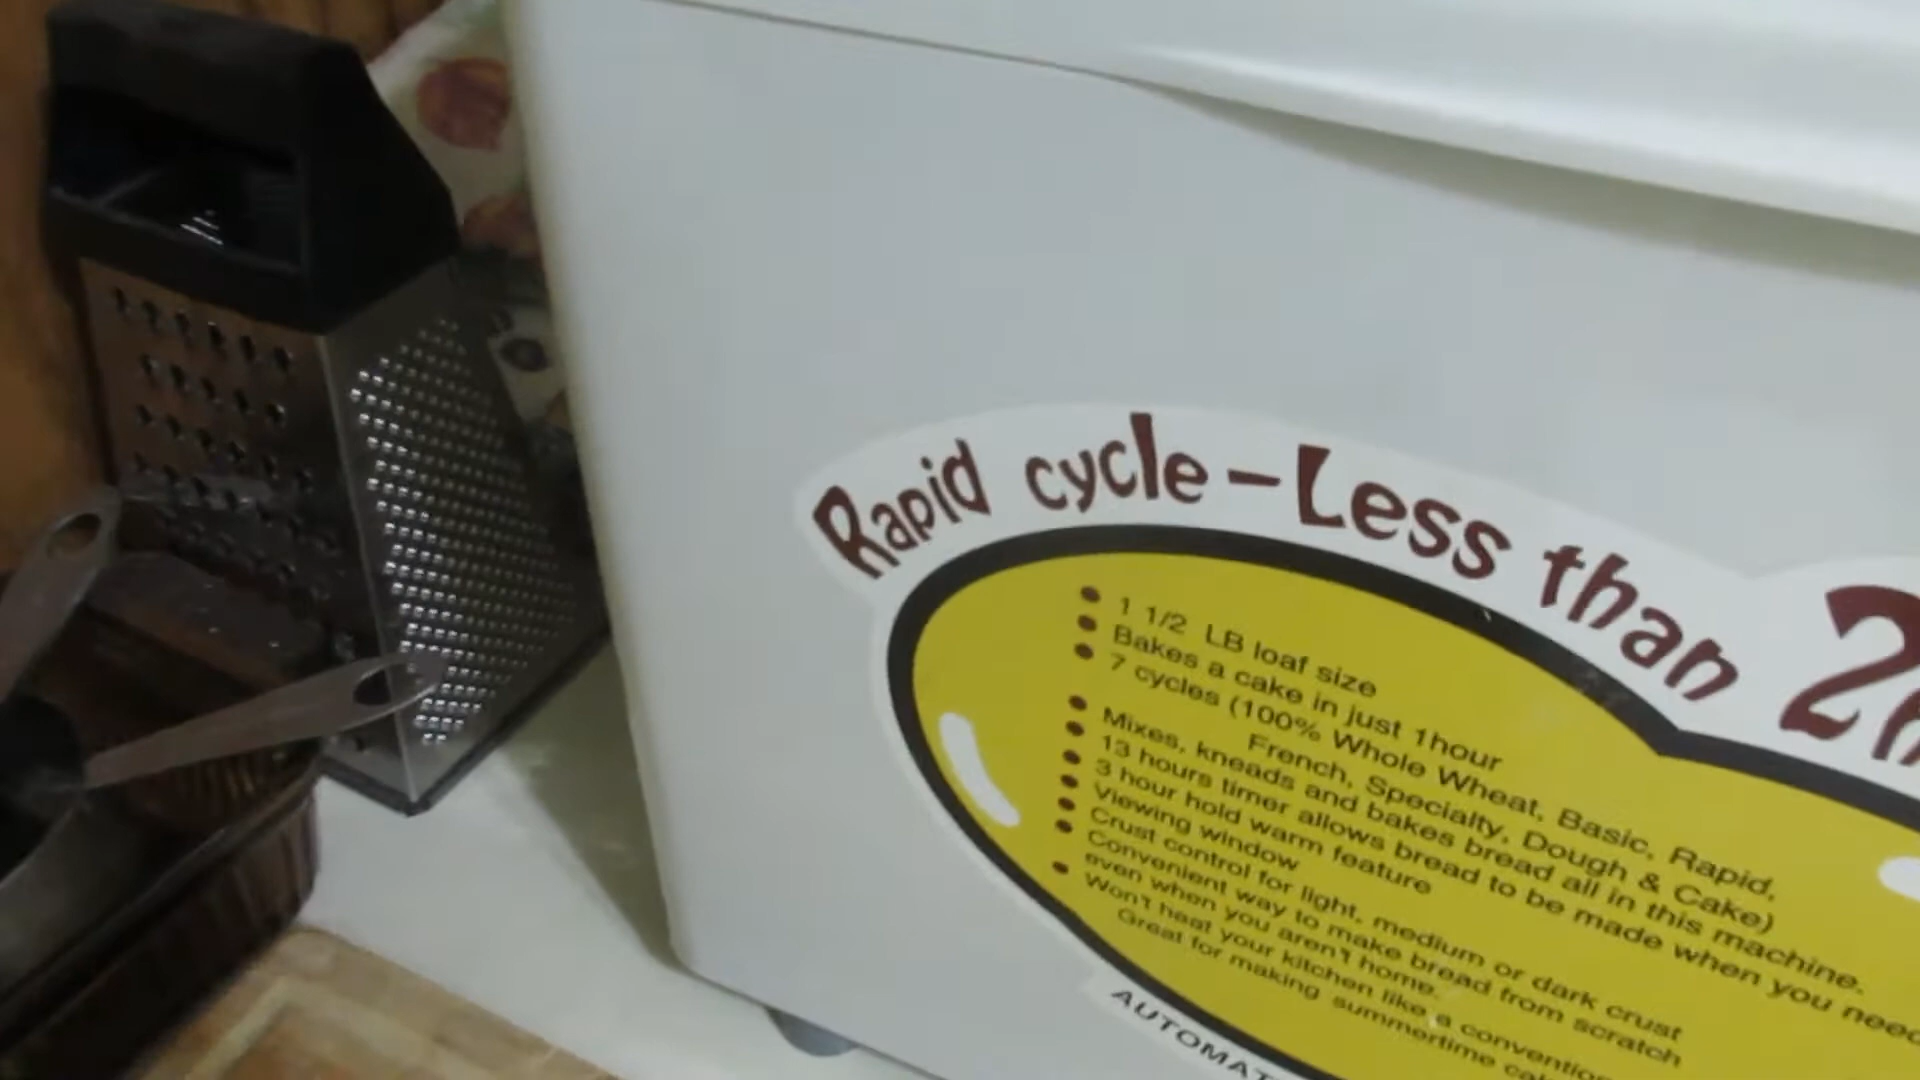 Rapid cycle – Less than 2
1 1/2 LB loaf size
Bakes a cake in just 1hour
7 cycles (100% Whole Wheat, Basic, Rapid,
French, Specialty, Dough & Cake)
Mixes, kneads and bakes bread all in this machine.
13 hours timer allows bread to be made when you need
3 hour hold warm feature
Viewing window
Crust control for light, medium or dark crust
Convenient way to make bread from scratch
even when you aren't home.
Won't heat your kitchen like a
Great for making summertime